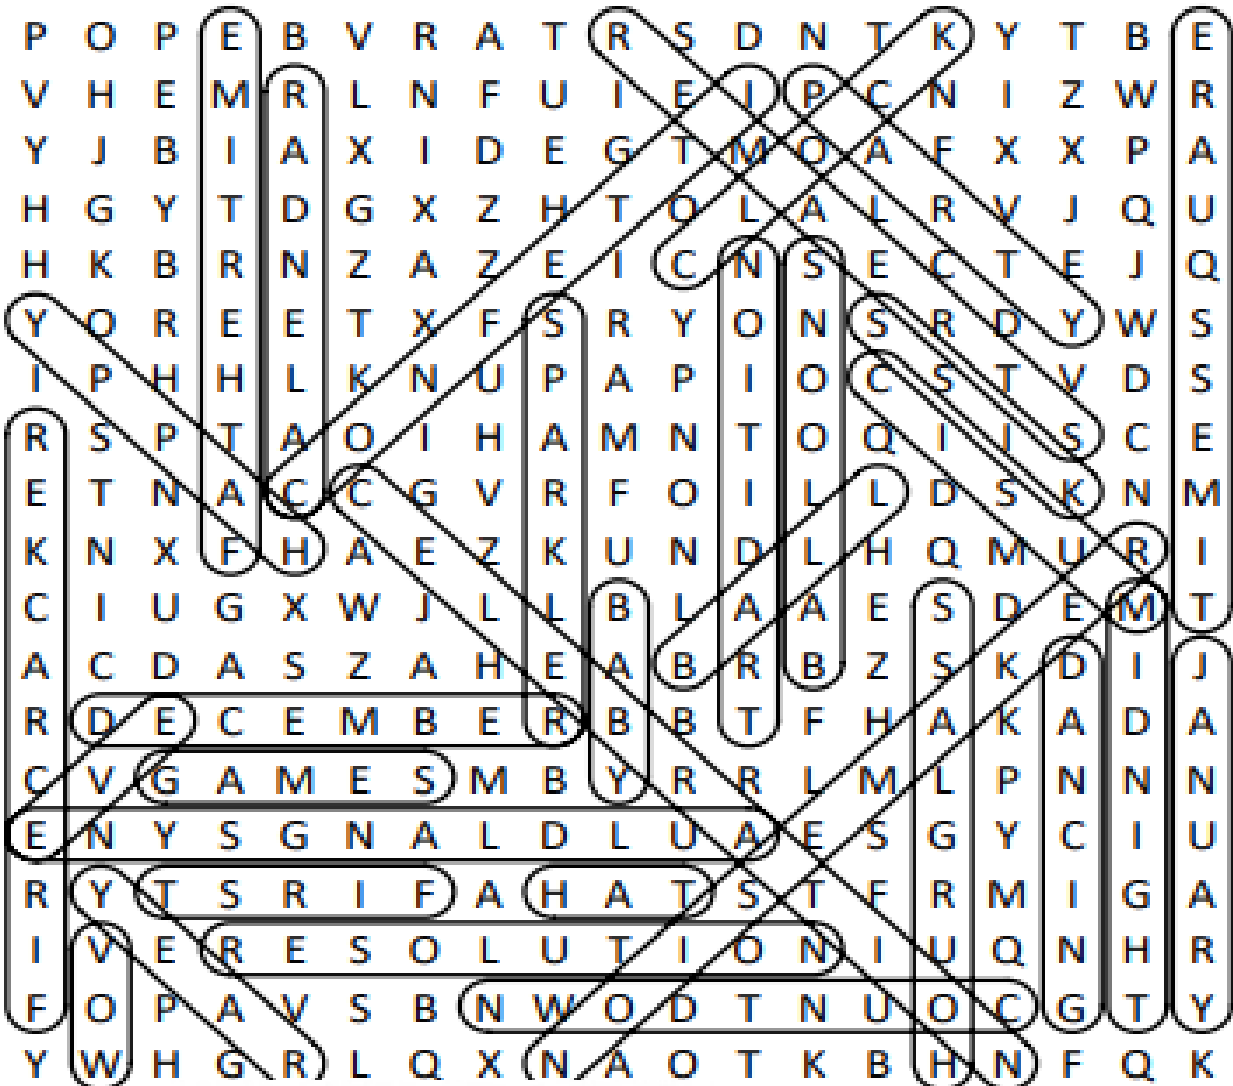 P O P E B V R A T R S D N T K Y T B E
V H E M R L N F U I E I P C N I Z W R
Y J B I A X I D E G T M O A F X X P A
H G Y T D G X Z H T O L A L R V J Q U
H K B R N Z A Z E I C N S E C T E J Q
Y O R E E T X F S R Y O N S R D Y W S
I P H H L K N U P A P I O C S T V D S
R S P T A O I H A M N T O Q I I S C E
E T N A C C G V R F O I L L D S K N M
K N X F H A E Z K U N D L H Q M U R I
C I U G X W J L L B L A A E S D E M T
A C D A S Z A H E A B R B Z S K D I J
R D E C E M B E R B B T F H A K A D A
C V G A M E S M B Y R R L M L P N N N
E N Y S G N A L D L U A E S G Y C I U
R Y T S R I F A H A T S T F R M I G A
I V E R E S O L U T I O N I U Q N H R
F O P A V S B N W O D T N U O C G T Y
Y W H G R L Q X N A O T K B H N F Q K